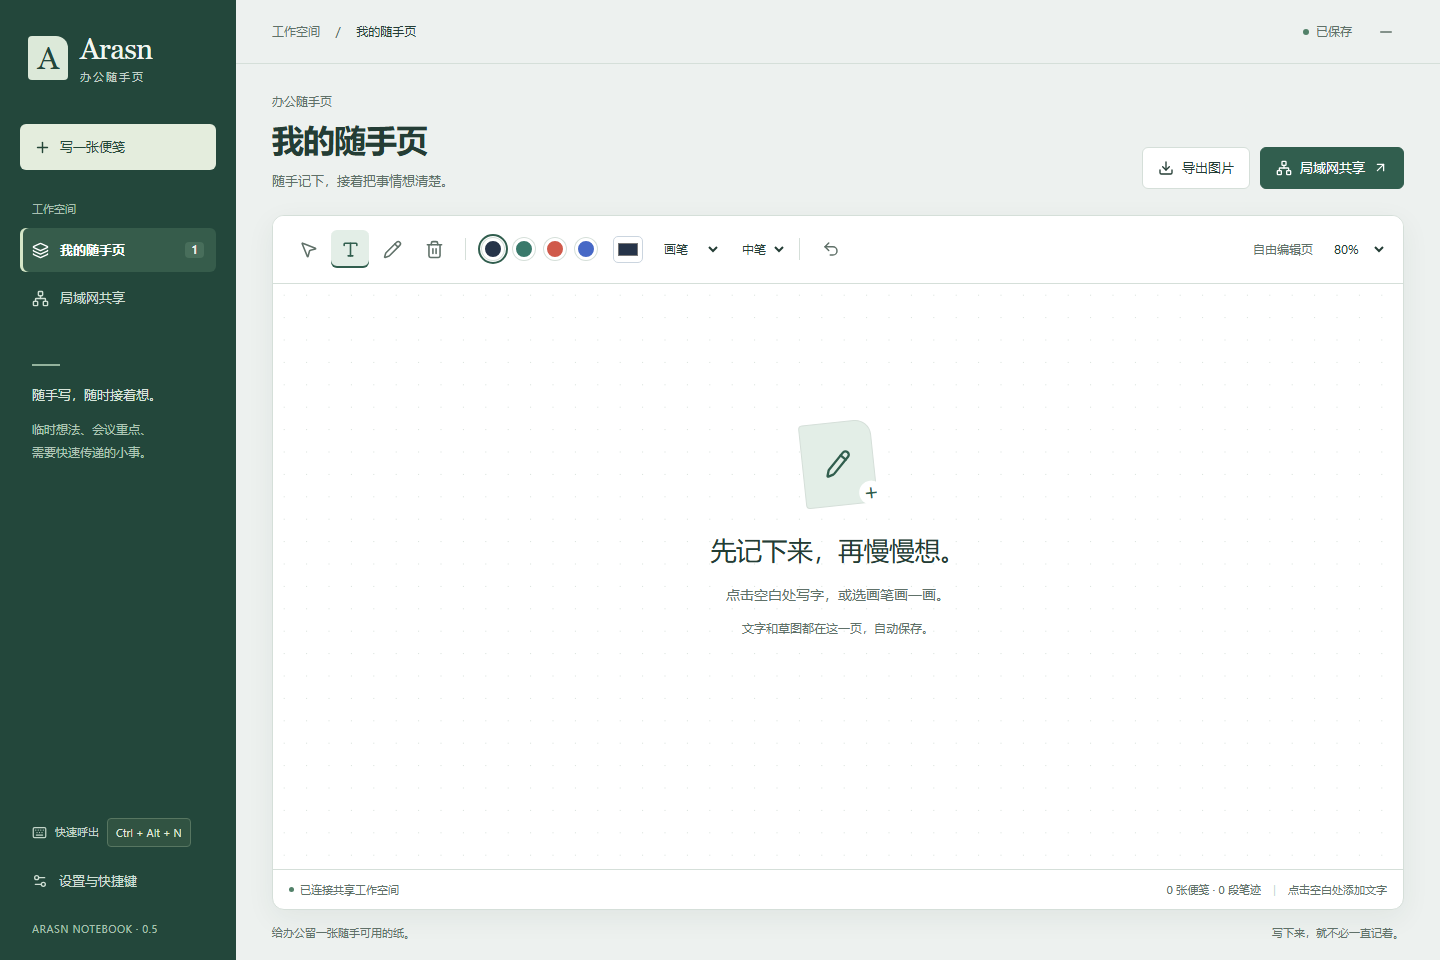 A
Arasn
办公随手页
写一张便笺
工作空间
我的随手页 1
局域网共享
随手写，随时接着想。
临时想法、会议重点、
需要快速传递的小事。
快速呼出 Ctrl + Alt + N
设置与快捷键
ARASN NOTEBOOK · 0.5
工作空间 / 我的随手页
已保存
办公随手页
我的随手页
随手记下，接着把事情想清楚。
导出图片
局域网共享
画笔 中笔
自由编辑页 80%
先记下来，再慢慢想。
点击空白处写字，或选画笔画一画。
文字和草图都在这一页，自动保存。
已连接共享工作空间
0 张便笺 · 0 段笔迹 | 点击空白处添加文字
给办公留一张随手可用的纸。
写下来，就不必一直记着。